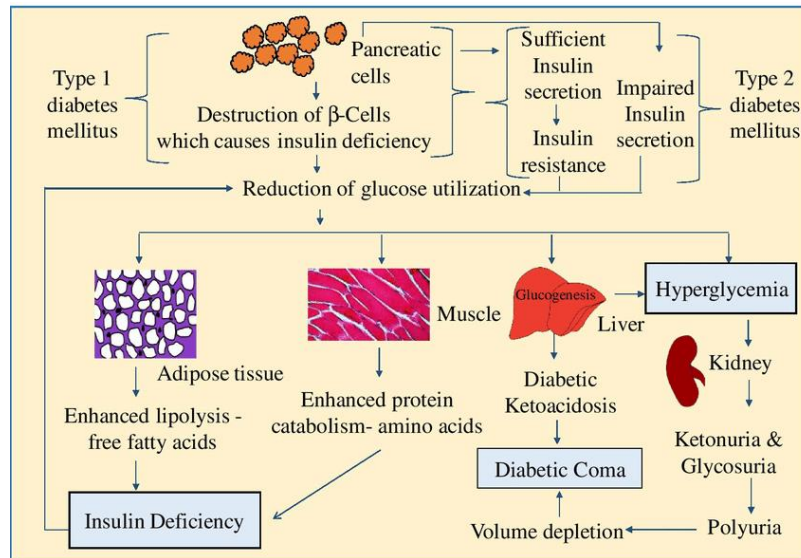 Type 1
diabetes
mellitus
Pancreatic
cells
Destruction of β-Cells
which causes insulin deficiency
Sufficient
Insulin
secretion
Insulin
resistance
Impaired
Insulin
secretion
Type 2
diabetes
mellitus
Reduction of glucose utilization
Adipose tissue
Enhanced lipolysis -
free fatty acids
Insulin Deficiency
Muscle
Enhanced protein
catabolism- amino acids
Glucogenesis
Liver
Diabetic
Ketoacidosis
Diabetic Coma
Hyperglycemia
Kidney
Ketonuria &
Glycosuria
Polyuria
Volume depletion